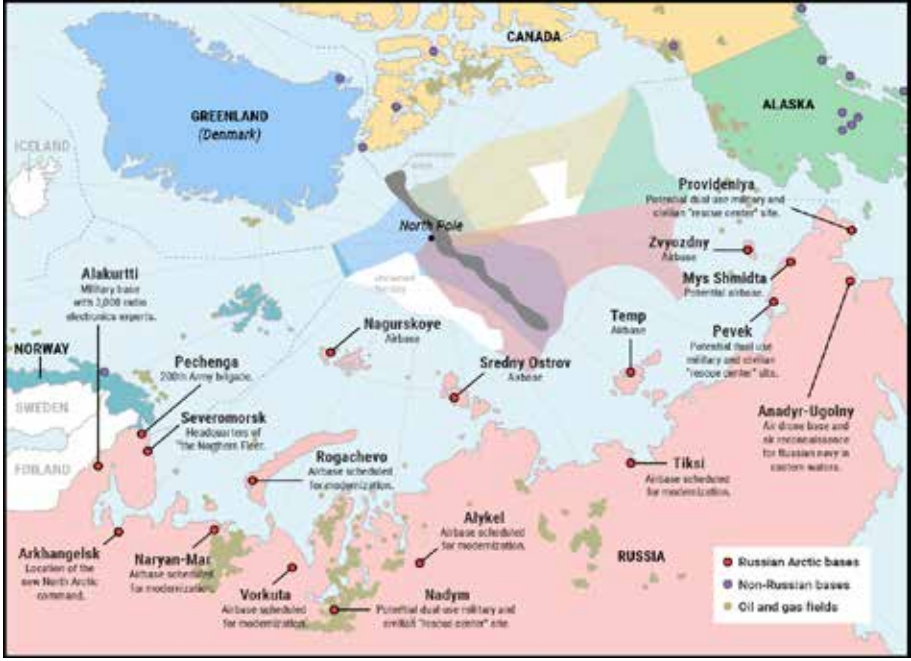 CANADA
GREENLAND
(Denmark)
ALASKA
ICELAND
North Pole
Provideniya
Potential dual use military and
civilian "rescue center" site.
Zvyozdny
Airbase
Mys Shmidta
Potential airbase.
Alakurtti
Military base
with 3,000 radio
electronics experts.
Nagurskoye
Airbase
Temp
Airbase
Pevek
Potential dual use
military and civilian
"rescue center" site.
NORWAY
Pechenga
200th Army brigade.
Sredny Ostrov
Airbase
SWEDEN
Severomorsk
Headquarters of
the Northern Fleet.
Anadyr-Ugolny
Air drone base and
air reconnaissance
for Russian navy in
eastern waters.
FINLAND
Rogachevo
Airbase scheduled
for modernization.
Tiksi
Airbase scheduled
for modernization.
Alykel
Airbase scheduled
for modernization.
Arkhangelsk
Location of the
new North Arctic
command.
Naryan-Mar
Airbase scheduled
for modernization.
RUSSIA
Vorkuta
Airbase scheduled
for modernization.
Nadym
Potential dual use military and
civilian "rescue center" site
Russian Arctic bases
Non-Russian bases
Oil and gas fields